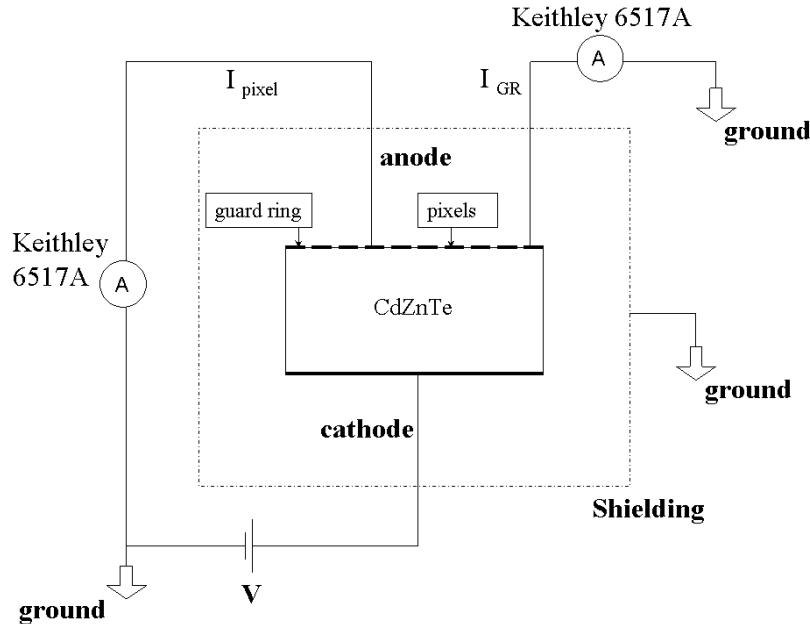 Keithley 6517A
A
I pixel
I GR
ground
anode
guard ring
pixels
Keithley
6517A
A
CdZnTe
ground
cathode
Shielding
V
ground